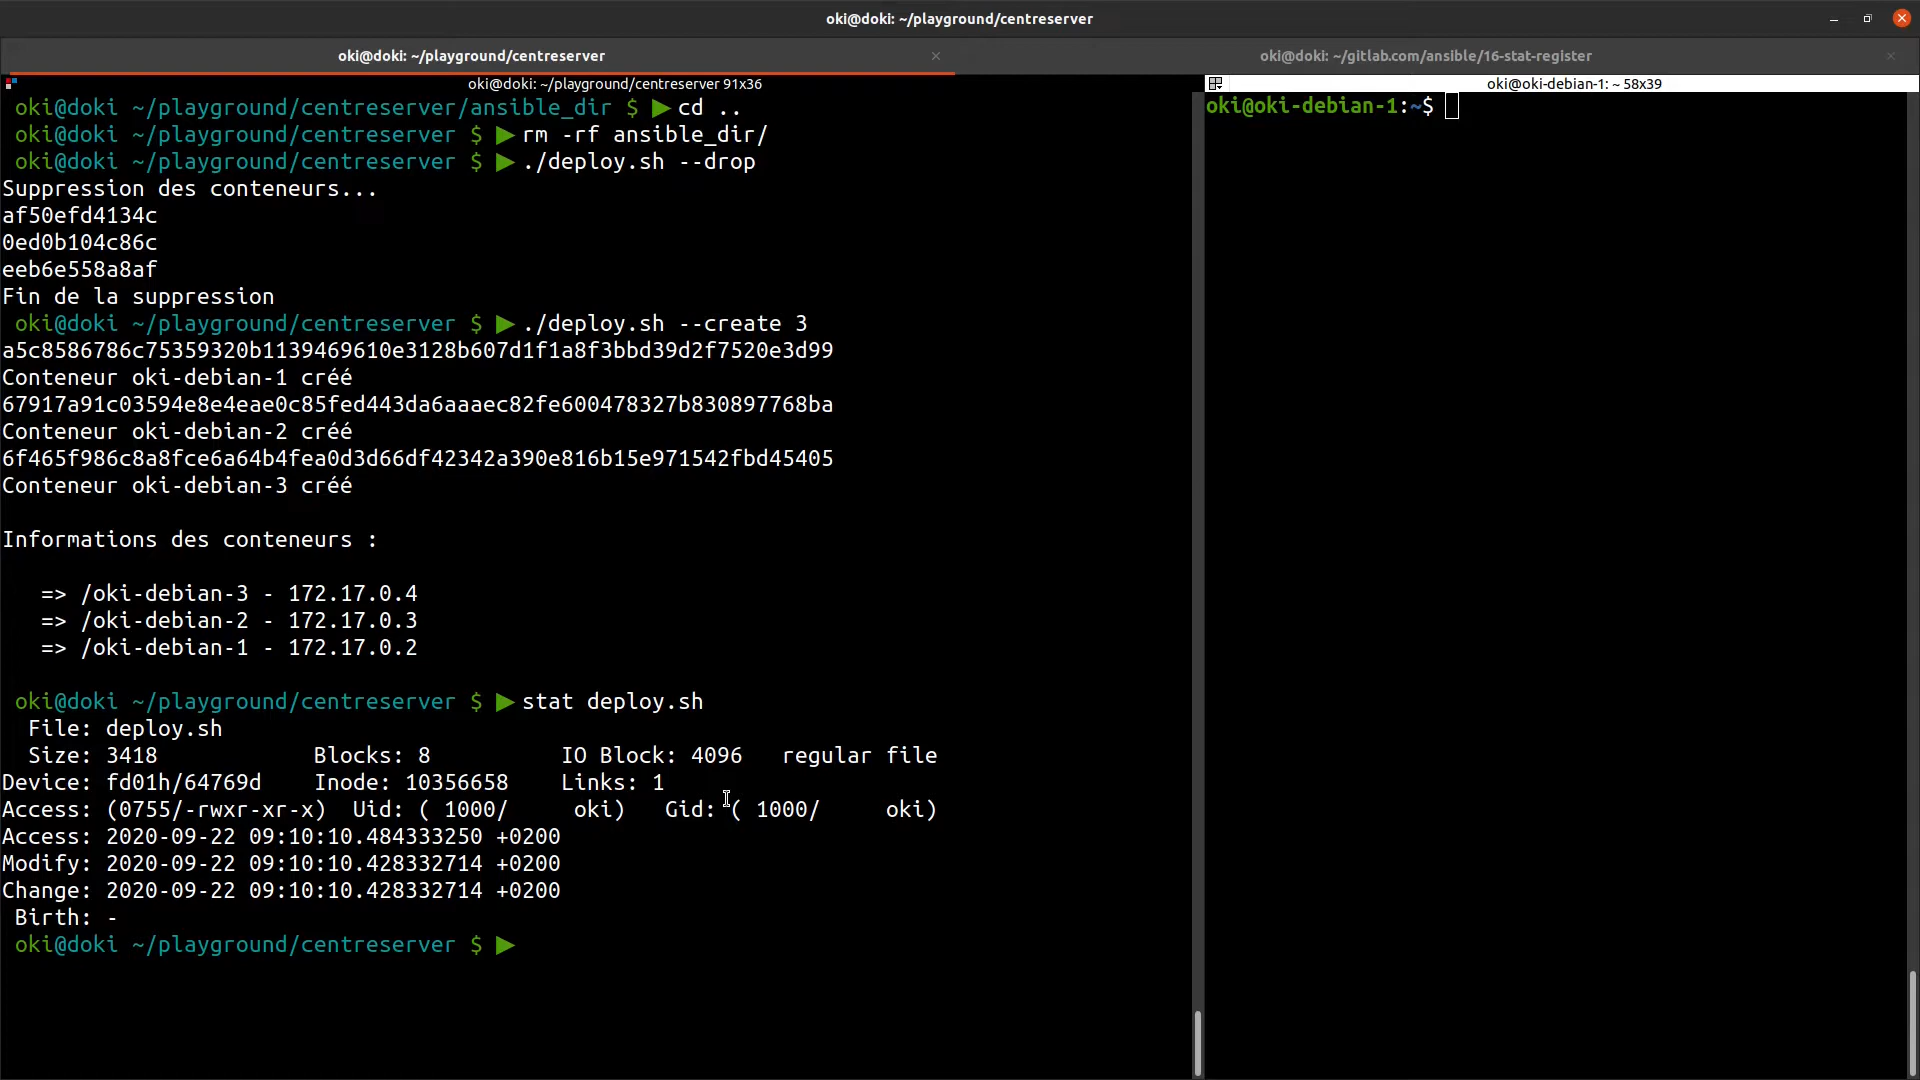 oki@doki: ~/playground/centreserver
oki@doki: ~/playground/centreserver
oki@doki: ~/gitlab.com/ansible/16-stat-register
oki@doki: ~/playground/centreserver 91x36
oki@doki ~/playground/centreserver/ansible_dir $ ▶ cd ..
oki@doki ~/playground/centreserver $ ▶ rm -rf ansible_dir/
oki@doki ~/playground/centreserver $ ▶ ./deploy.sh --drop
Suppression des conteneurs...
af50efd4134c
0ed0b104c86c
eeb6e558a8af
Fin de la suppression
oki@doki ~/playground/centreserver $ ▶ ./deploy.sh --create 3
a5c8586786c75359320b1139469610e3128b607d1f1a8f3bbd39d2f7520e3d99
Conteneur oki-debian-1 créé
67917a91c03594e8e4eae0c85fed443da6aaaec82fe600478327b830897768ba
Conteneur oki-debian-2 créé
6f465f986c8a8fce6a64b4fea0d3d66df42342a390e816b15e971542fbd45405
Conteneur oki-debian-3 créé
Informations des conteneurs :
=> /oki-debian-3 - 172.17.0.4
=> /oki-debian-2 - 172.17.0.3
=> /oki-debian-1 - 172.17.0.2
oki@doki ~/playground/centreserver $ ▶ stat deploy.sh
File: deploy.sh
Size: 3418 Blocks: 8 IO Block: 4096 regular file
Device: fd01h/64769d Inode: 10356658 Links: 1
Access: (0755/-rwxr-xr-x) Uid: ( 1000/ oki) Gid: ( 1000/ oki)
Access: 2020-09-22 09:10:10.484333250 +0200
Modify: 2020-09-22 09:10:10.428332714 +0200
Change: 2020-09-22 09:10:10.428332714 +0200
Birth: -
oki@doki ~/playground/centreserver $ ▶
oki@oki-debian-1: ~ 58x39
oki@oki-debian-1:~$